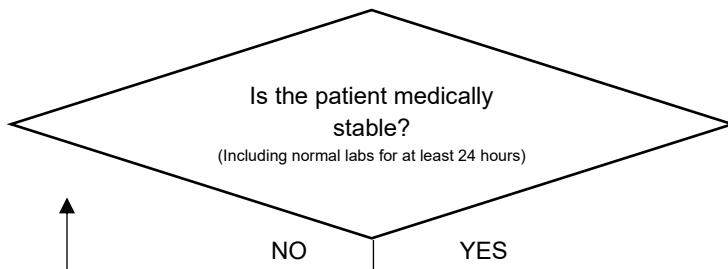 Is the patient medically
stable?
(Including normal labs for at least 24 hours)
NO YES